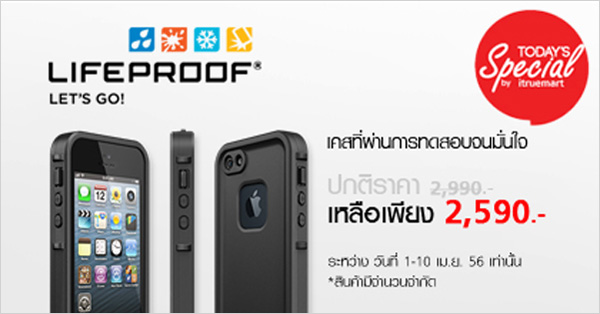 LIFEPROOF®
LET'S GO!
TODAY'S
Special
by itruemart
เคสที่ผ่านการทดสอบจนมั่นใจ
ปกติราคา 2,990.-
เหลือเพียง 2,590.-
ระหว่าง วันที่ 1-10 เม.ย. 56 เท่านั้น
*สินค้ามีจำนวนจำกัด